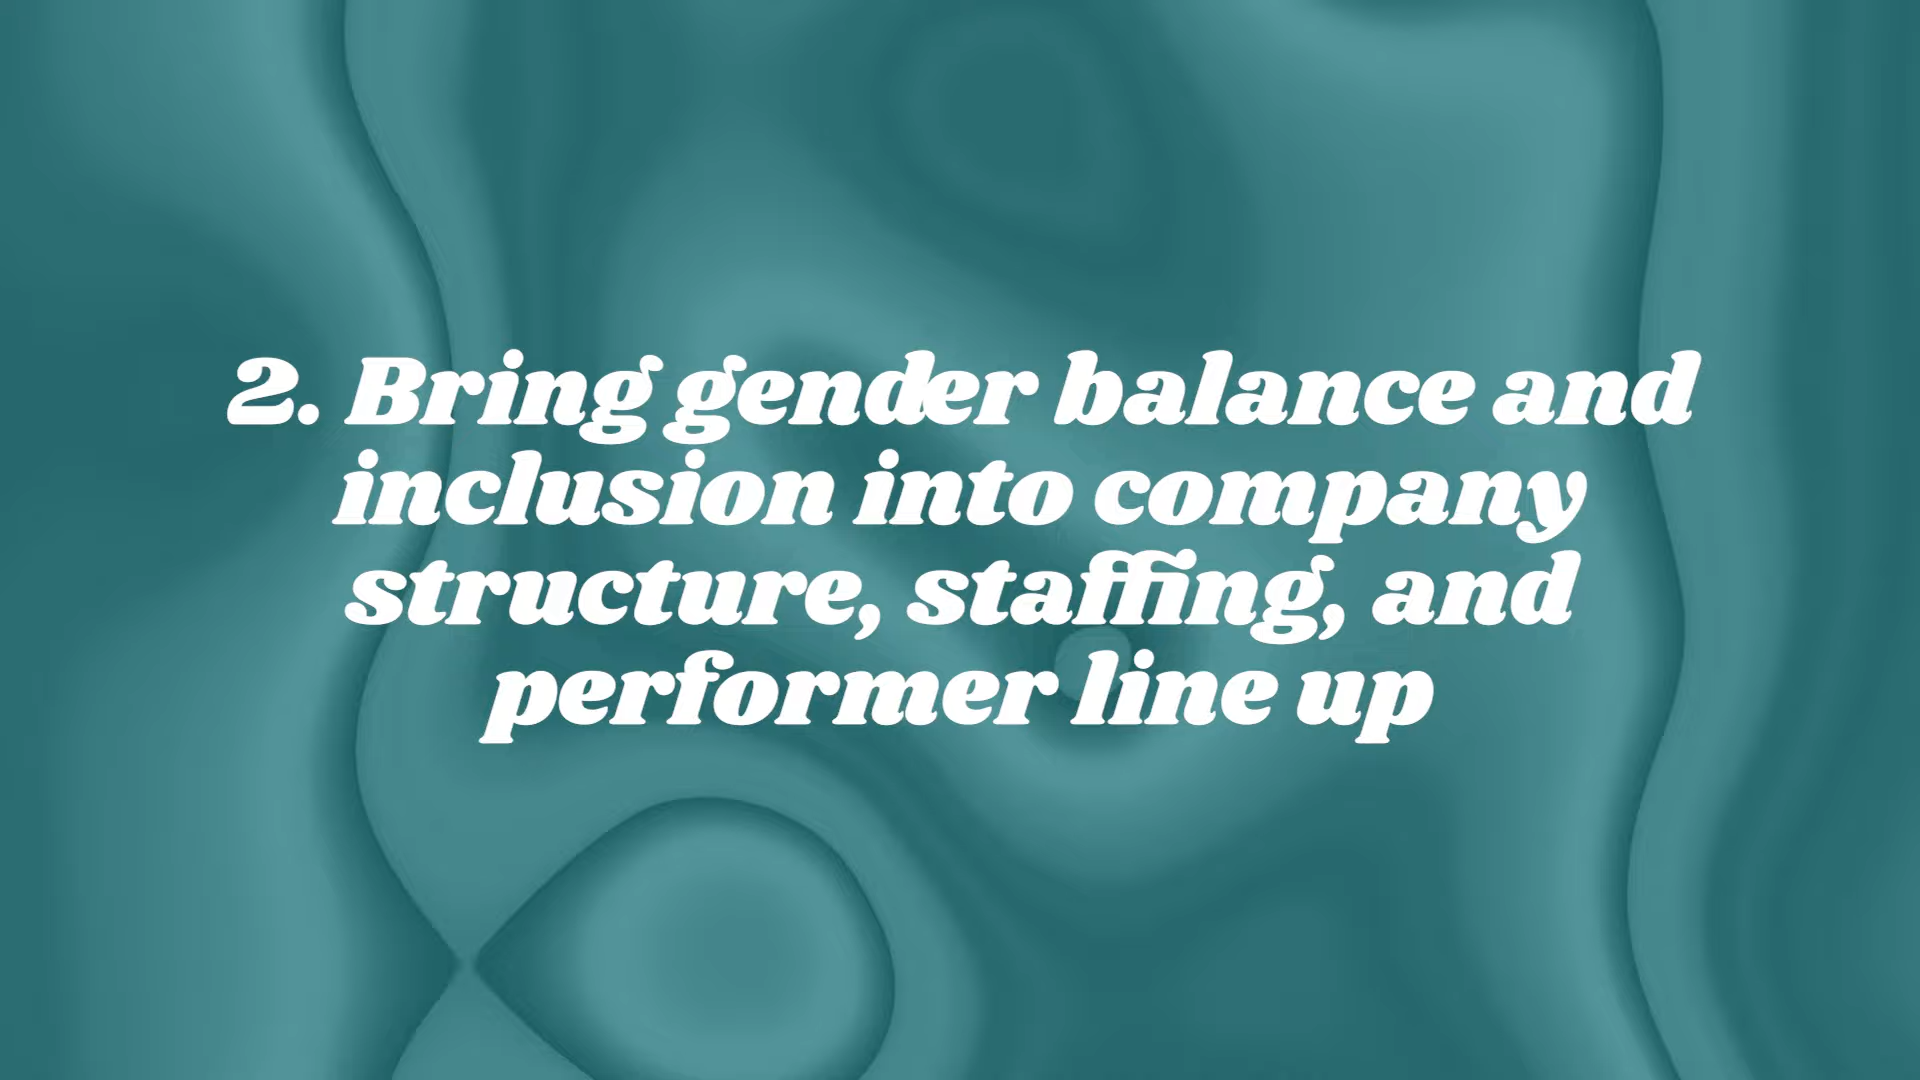 2. Bring gender balance and
inclusion into company
structure, staffing, and
performer line up